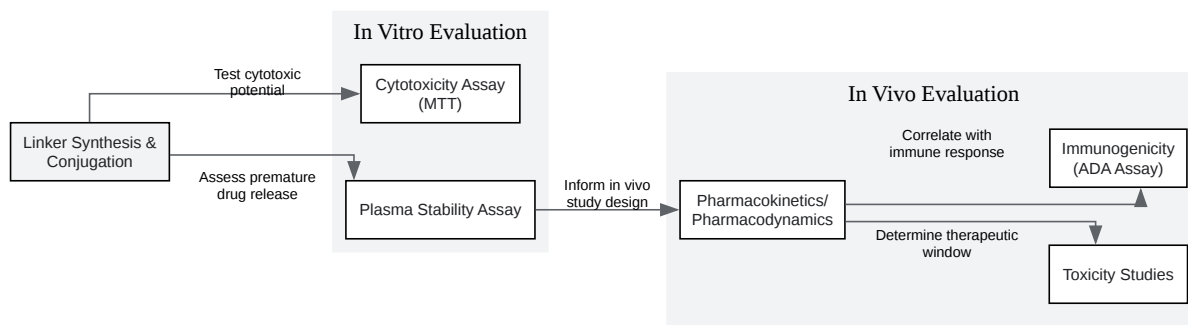 In Vitro Evaluation
Test cytotoxic
potential
Cytotoxicity Assay
(MTT)
Linker Synthesis &
Conjugation
Assess premature
drug release
Plasma Stability Assay
Inform in vivo
study design
In Vivo Evaluation
Pharmacokinetics/
Pharmacodynamics
Correlate with
immune response
Immunogenicity
(ADA Assay)
Determine therapeutic
window
Toxicity Studies